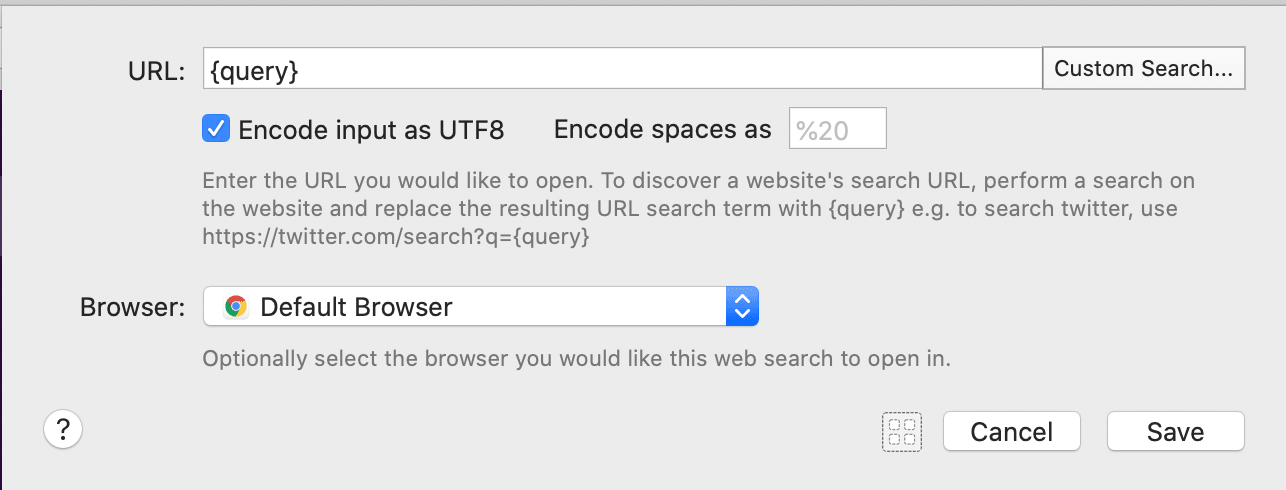 URL: {query} Custom Search...
Encode input as UTF8 Encode spaces as %20
Enter the URL you would like to open. To discover a website's search URL, perform a search on
the website and replace the resulting URL search term with {query} e.g. to search twitter, use
https://twitter.com/search?q={query}
Browser: Default Browser
Optionally select the browser you would like this web search to open in.
? Cancel Save